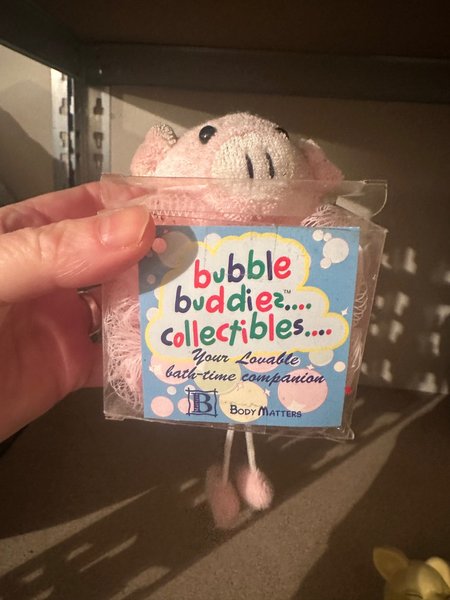 bubble
buddiez™....
collectibles....
Your Lovable
bath-time companion
B BODY MATTERS